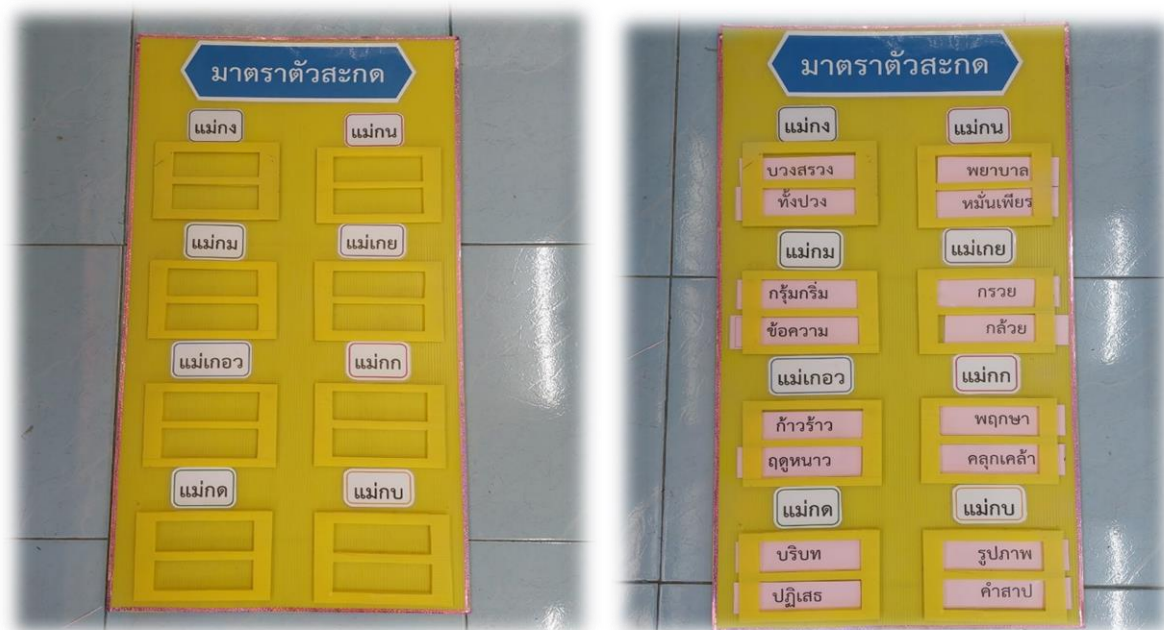 มาตราตัวสะกด
แม่กง
แม่กน
แม่กม
แม่เกย
แม่เกอว
แม่กก
แม่กด
แม่กบ
มาตราตัวสะกด
แม่กง
แม่กน
บวงสรวง
พยาบาล
ทั้งปวง
หมั่นเพียร
แม่กม
แม่เกย
กรุ้มกริ่ม
กรวย
ข้อความ
กล้วย
แม่เกอว
แม่กก
ก้าวร้าว
พฤกษา
ฤดูหนาว
คลุกเคล้า
แม่กด
แม่กบ
บริบท
รูปภาพ
ปฏิเสธ
คำสาป